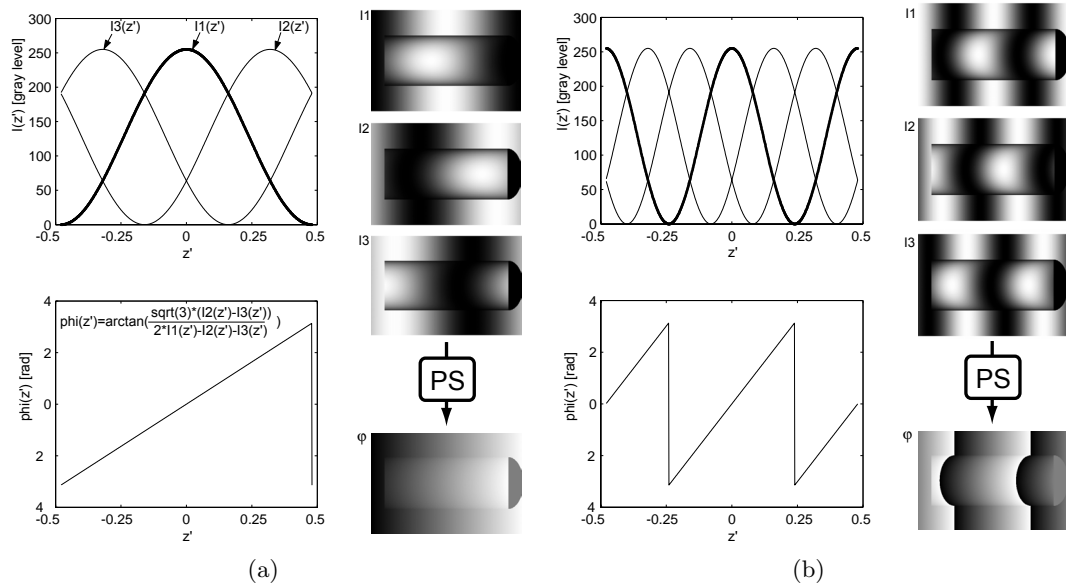 I3(z')
I1(z')
I2(z')
300
250
200
150
100
50
0
I(z') [gray level]
-0.5
-0.25
0
0.25
0.5
z'
4
2
0
2
4
phi(z') [rad]
phi(z')=arctan(sqrt(3)*(I2(z')-I3(z'))
2*I1(z')-I2(z')-I3(z') )
-0.5
-0.25
0
0.25
0.5
z'
I1
I2
I3
PS
φ
(a)
300
250
200
150
100
50
0
I(z') [gray level]
-0.5
-0.25
0
0.25
0.5
z'
4
2
0
2
4
phi(z') [rad]
-0.5
-0.25
0
0.25
0.5
z'
I1
I2
I3
PS
φ
(b)